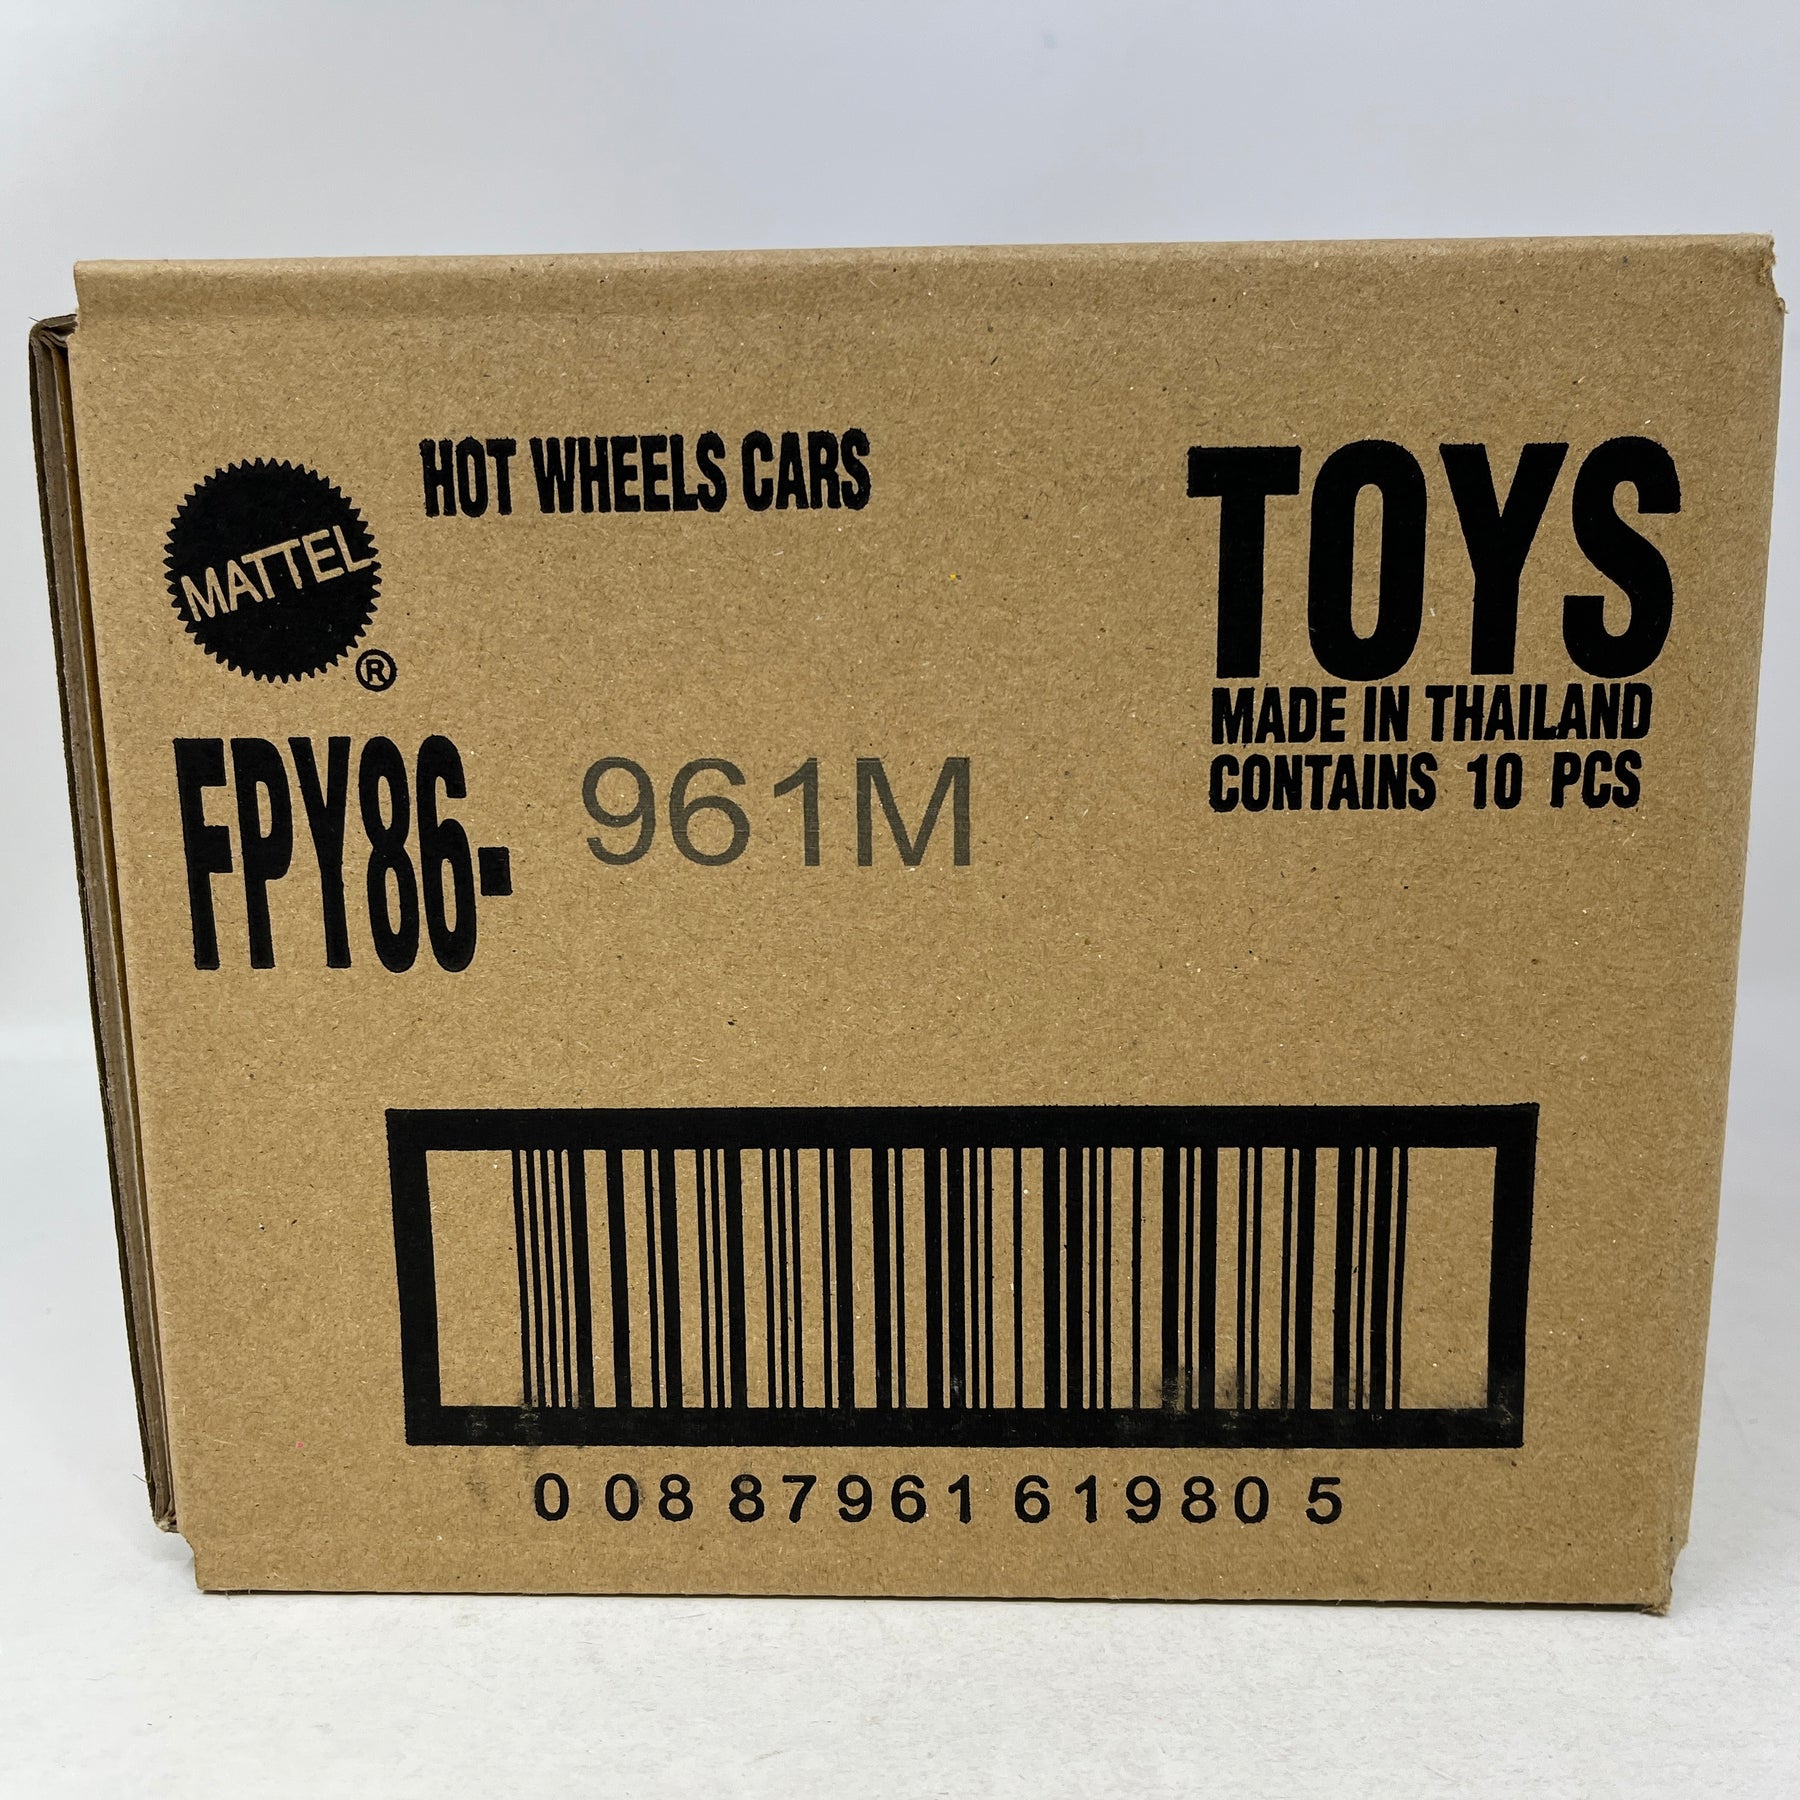 HOT WHEELS CARS
MATTEL
®
TOYS
MADE IN THAILAND
CONTAINS 10 PCS
FPY86- 961M
0 08 87961 61980 5